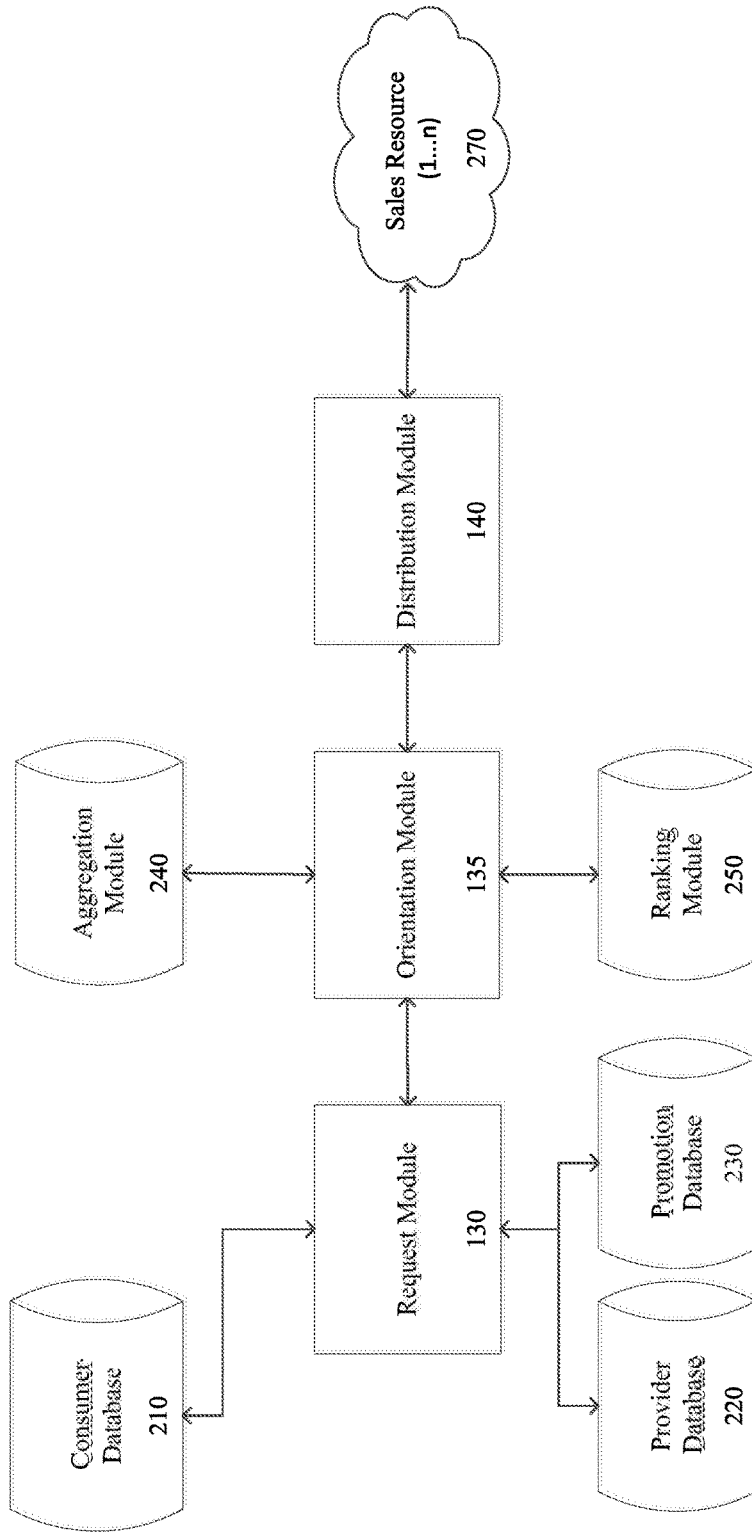 Consumer
Database
210
Aggregation
Module
240
Request Module
130
Orientation Module
135
Distribution Module
140
Sales Resource
(1...n)
270
Provider
Database
220
Promotion
Database
230
Ranking
Module
250